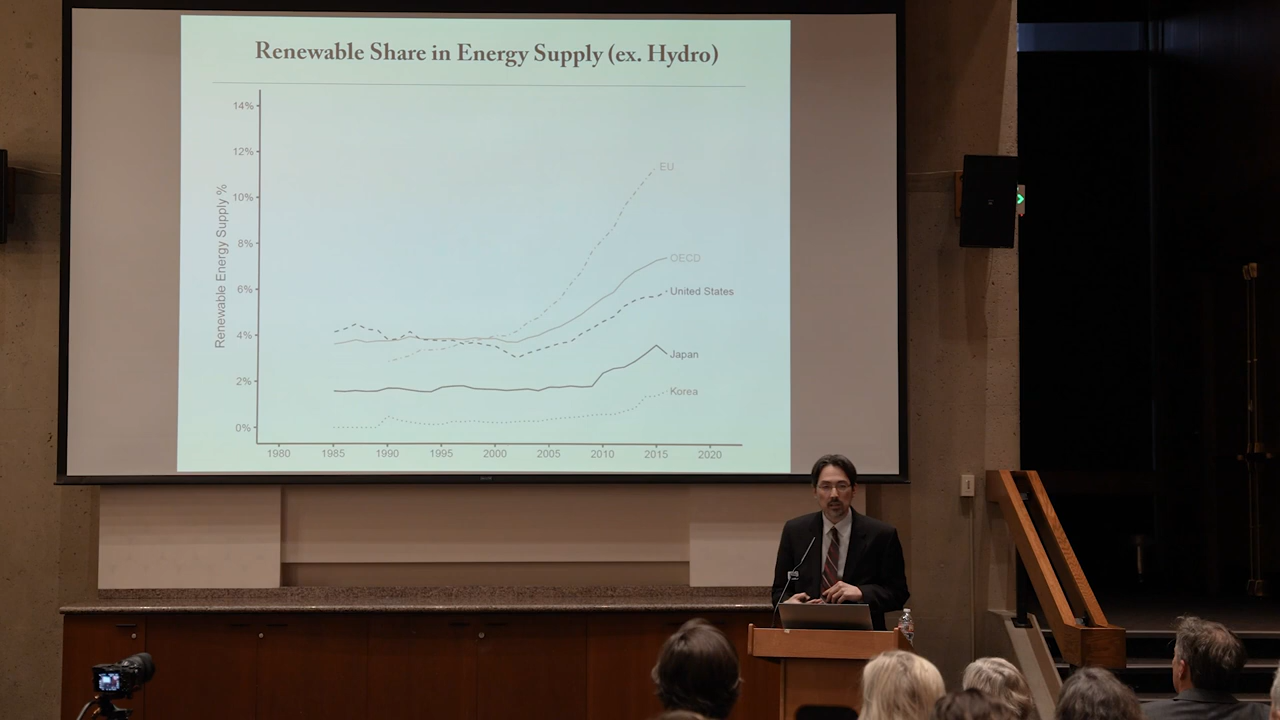 Renewable Share in Energy Supply (ex. Hydro)
Renewable Energy Supply %
14%
12%
10%
8%
6%
4%
2%
0%
EU
OECD
United States
Japan
Korea
1980 1985 1990 1995 2000 2005 2010 2015 2020